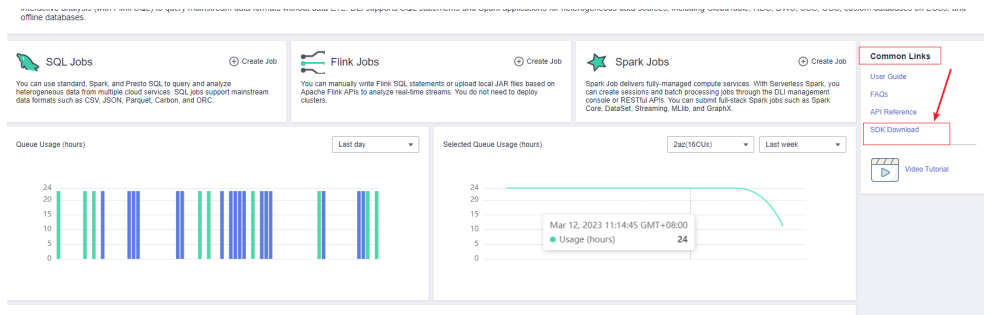 offline databases.
SQL Jobs
Create Job
You can use standard, Spark, and Presto SQL to query and analyze
heterogeneous data from multiple cloud services. SQL jobs support mainstream
data formats such as CSV, JSON, Parquet, Carbon, and ORC.
Flink Jobs
Create Job
You can manually write Flink SQL statements or upload local JAR files based on
Apache Flink APIs to analyze real-time streams. You do not need to deploy
clusters.
Spark Jobs
Create Job
Spark Job delivers fully-managed compute services. With Serverless Spark, you
can create sessions and batch processing jobs through the DLI management
console or RESTful APIs. You can submit full-stack Spark jobs such as Spark
Core, DataSet, Streaming, MLlib, and GraphX.
Common Links
User Guide
FAQs
API Reference
SDK Download
Video Tutorial
Queue Usage (hours)
Last day
24
20
15
10
5
0
Selected Queue Usage (hours)
2az(16CUs)
Last week
24
20
15
10
5
0
Mar 12, 2023 11:14:45 GMT+08:00
Usage (hours) 24